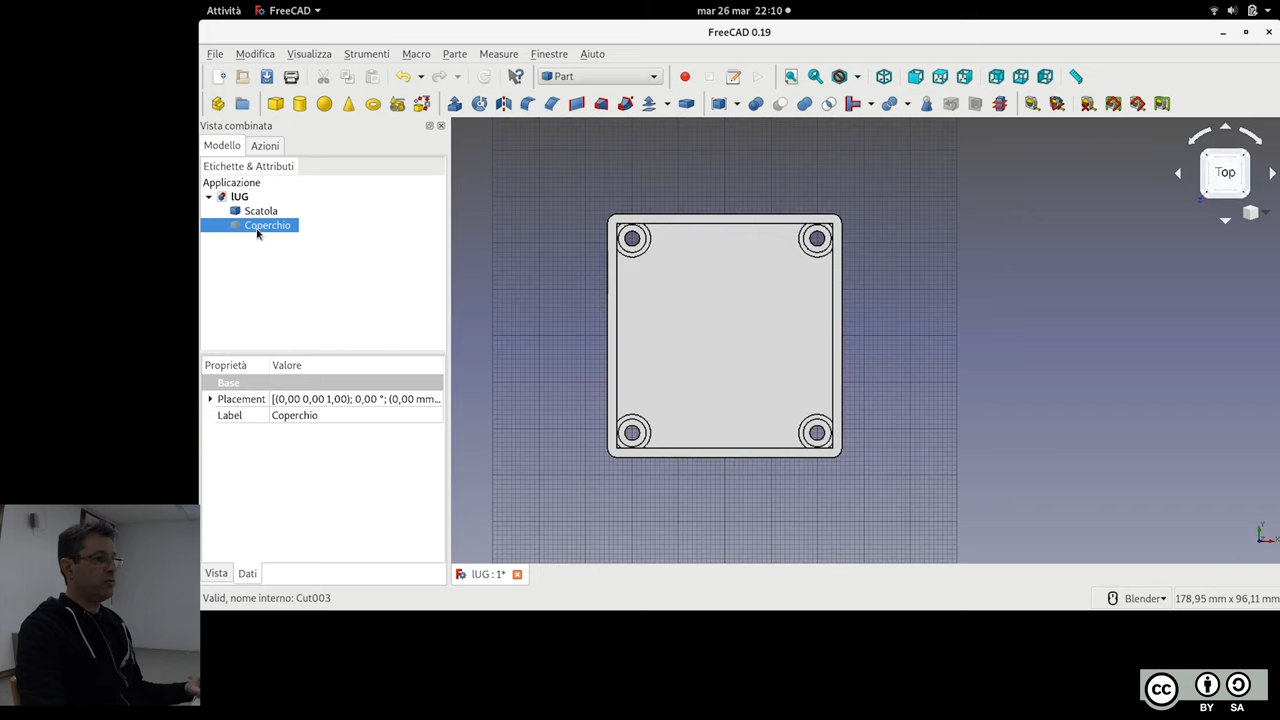 Attività FreeCAD mar 26 mar 22:10
FreeCAD 0.19
File Modifica Visualizza Strumenti Macro Parte Measure Finestre Aiuto
Part
Vista combinata
Modello Azioni
Etichette & Attributi
Applicazione
lUG
Scatola
Coperchio
Top
Proprietà Valore
Base
Placement [(0,00 0,00 1,00); 0,00 °; (0,00 mm...
Label Coperchio
Vista Dati
lUG : 1*
Valid, nome interno: Cut003
Blender 178,95 mm x 96,11 mm
CC BY SA